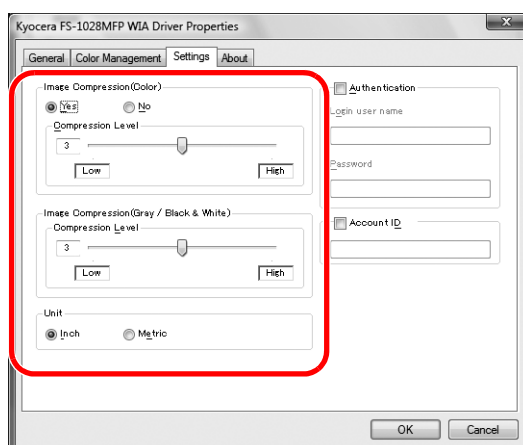 Kyocera FS-1028MFP WIA Driver Properties
General Color Management Settings About
Image Compression(Color)
Yes No
Compression Level
3
Low High
Image Compression(Gray / Black & White)
Compression Level
3
Low High
Unit
Inch Metric
Authentication
Login user name
Password
Account ID
OK Cancel